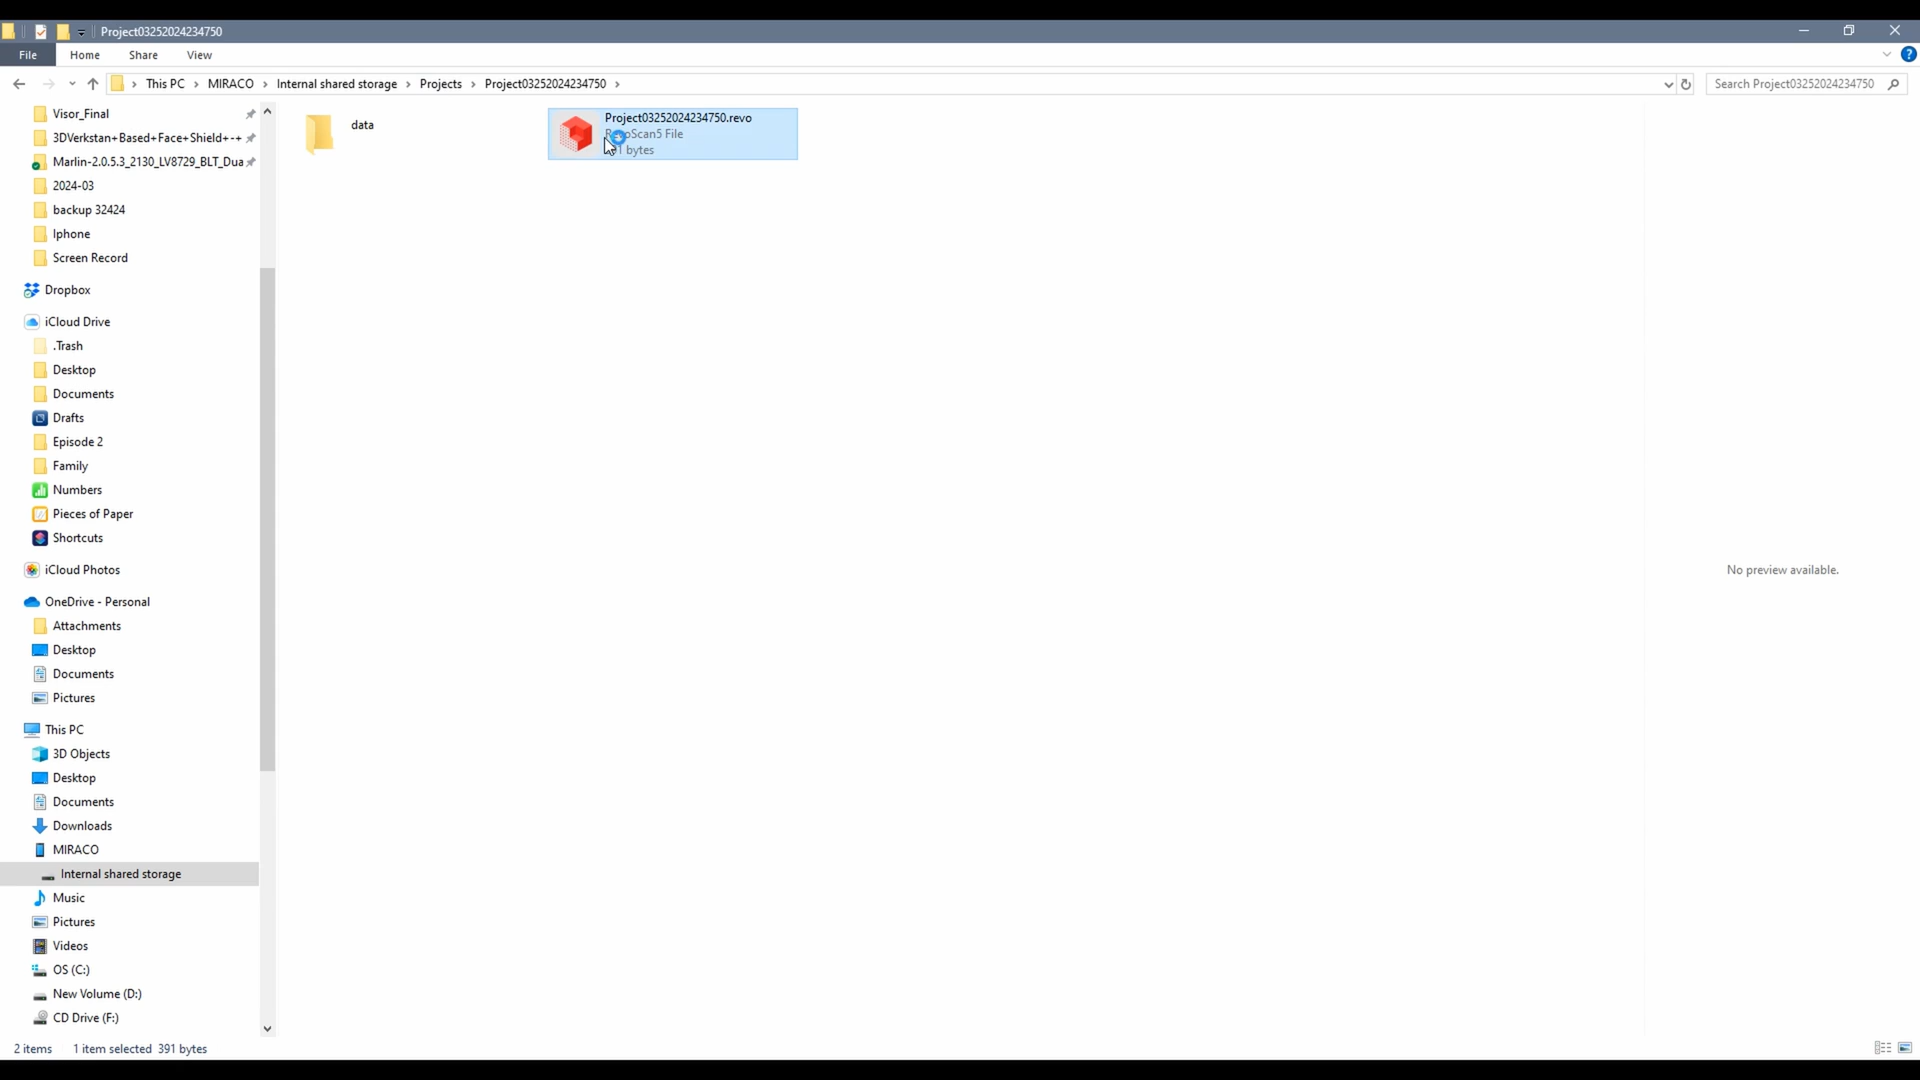 Project03252024234750
File Home Share View
This PC > MIRACO > Internal shared storage > Projects > Project03252024234750 >
Search Project03252024234750
Visor_Final
3DVerkstan+Based+Face+Shield+-+
Marlin-2.0.5.3_2130_LV8729_BLT_Dua
2024-03
backup 32424
Iphone
Screen Record
Dropbox
iCloud Drive
.Trash
Desktop
Documents
Drafts
Episode 2
Family
Numbers
Pieces of Paper
Shortcuts
iCloud Photos
OneDrive - Personal
Attachments
Desktop
Documents
Pictures
This PC
3D Objects
Desktop
Documents
Downloads
MIRACO
Internal shared storage
Music
Pictures
Videos
OS (C:)
New Volume (D:)
CD Drive (F:)
data
Project03252024234750.revo
File
bytes
No preview available.
2 items 1 item selected 391 bytes